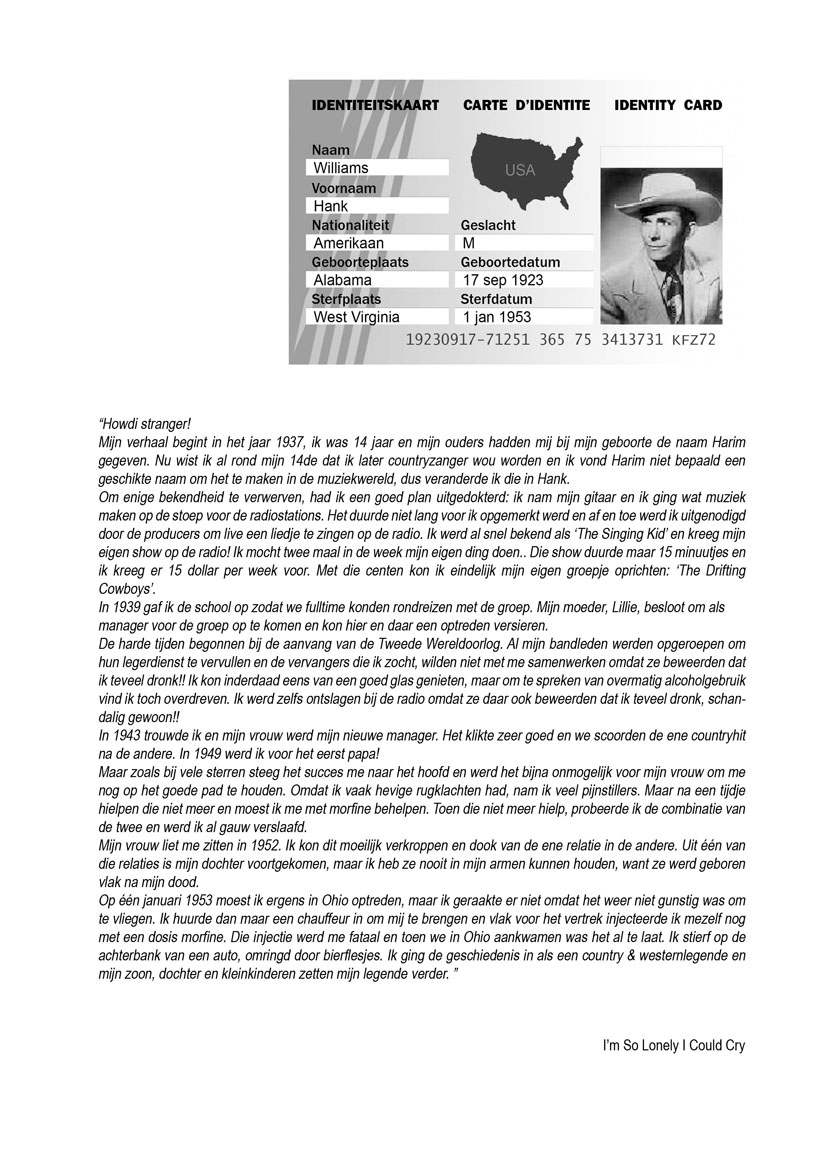 IDENTITEITSKAART CARTE D'IDENTITE IDENTITY CARD
Naam
Williams
USA
Voornaam
Hank
Nationaliteit Geslacht
Amerikaan M
Geboorteplaats Geboortedatum
Alabama 17 sep 1923
Sterfplaats Sterfdatum
West Virginia 1 jan 1953
19230917-71251 365 75 3413731 KFZ72
“Howdi stranger!
Mijn verhaal begint in het jaar 1937, ik was 14 jaar en mijn ouders hadden mij bij mijn geboorte de naam Harim
gegeven. Nu wist ik al rond mijn 14de dat ik later countryzanger wou worden en ik vond Harim niet bepaald een
geschikte naam om het te maken in de muziekwereld, dus veranderde ik die in Hank.
Om enige bekendheid te verwerven, had ik een goed plan uitgedokterd: ik nam mijn gitaar en ik ging wat muziek
maken op de stoep voor de radiostations. Het duurde niet lang voor ik opgemerkt werd en af en toe werd ik uitgenodigd
door de producers om live een liedje te zingen op de radio. Ik werd al snel bekend als ‘The Singing Kid’ en kreeg mijn
eigen show op de radio! Ik mocht twee maal in de week mijn eigen ding doen.. Die show duurde maar 15 minuutjes en
ik kreeg er 15 dollar per week voor. Met die centen kon ik eindelijk mijn eigen groepje oprichten: ‘The Drifting
Cowboys’.
In 1939 gaf ik de school op zodat we fulltime konden rondreizen met de groep. Mijn moeder, Lillie, besloot om als
manager voor de groep op te komen en kon hier en daar een optreden versieren.
De harde tijden begonnen bij de aanvang van de Tweede Wereldoorlog. Al mijn bandleden werden opgeroepen om
hun legerdienst te vervullen en de vervangers die ik zocht, wilden niet met me samenwerken omdat ze beweerden dat
ik teveel dronk!! Ik kon inderdaad eens van een goed glas genieten, maar om te spreken van overmatig alcoholgebruik
vind ik toch overdreven. Ik werd zelfs ontslagen bij de radio omdat ze daar ook beweerden dat ik teveel dronk, schan-
dalig gewoon!!
In 1943 trouwde ik en mijn vrouw werd mijn nieuwe manager. Het klikte zeer goed en we scoorden de ene countryhit
na de andere. In 1949 werd ik voor het eerst papa!
Maar zoals bij vele sterren steeg het succes me naar het hoofd en werd het bijna onmogelijk voor mijn vrouw om me
nog op het goede pad te houden. Omdat ik vaak hevige rugklachten had, nam ik veel pijnstillers. Maar na een tijdje
hielpen die niet meer en moest ik me met morfine behelpen. Toen die niet meer hielp, probeerde ik de combinatie van
de twee en werd ik al gauw verslaafd.
Mijn vrouw liet me zitten in 1952. Ik kon dit moeilijk verkroppen en dook van de ene relatie in de andere. Uit één van
die relaties is mijn dochter voortgekomen, maar ik heb ze nooit in mijn armen kunnen houden, want ze werd geboren
vlak na mijn dood.
Op één januari 1953 moest ik ergens in Ohio optreden, maar ik geraakte er niet omdat het weer niet gunstig was om
te vliegen. Ik huurde dan maar een chauffeur in om mij te brengen en vlak voor het vertrek injecteerde ik mezelf nog
met een dosis morfine. Die injectie werd me fataal en toen we in Ohio aankwamen was het al te laat. Ik stierf op de
achterbank van een auto, omringd door bierflesjes. Ik ging de geschiedenis in als een country & westernlegende en
mijn zoon, dochter en kleinkinderen zetten mijn legende verder. ”
I’m So Lonely I Could Cry